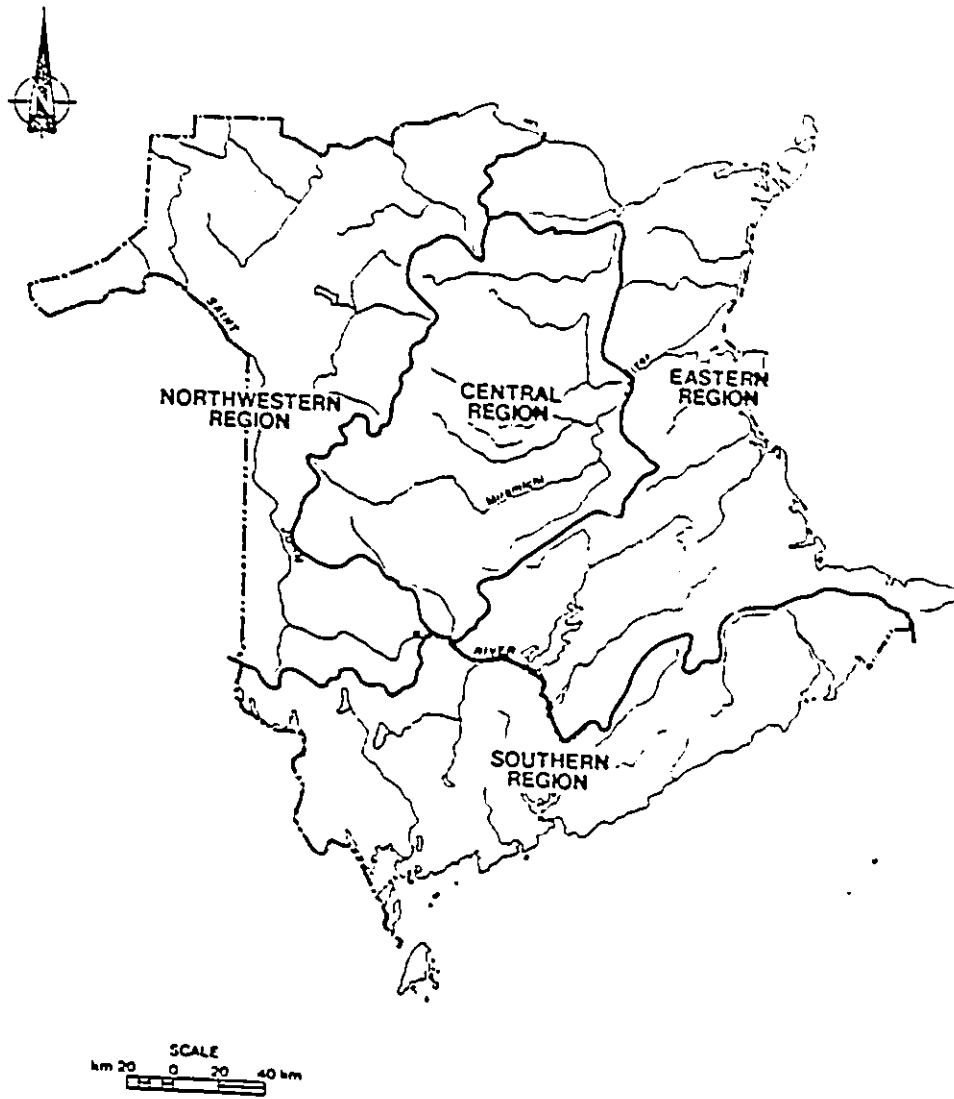 N
SAINT
NORTHWESTERN
REGION
CENTRAL
REGION
EASTERN
REGION
RIVER
SOUTHERN
REGION
SCALE
km 20 0 20 40 km